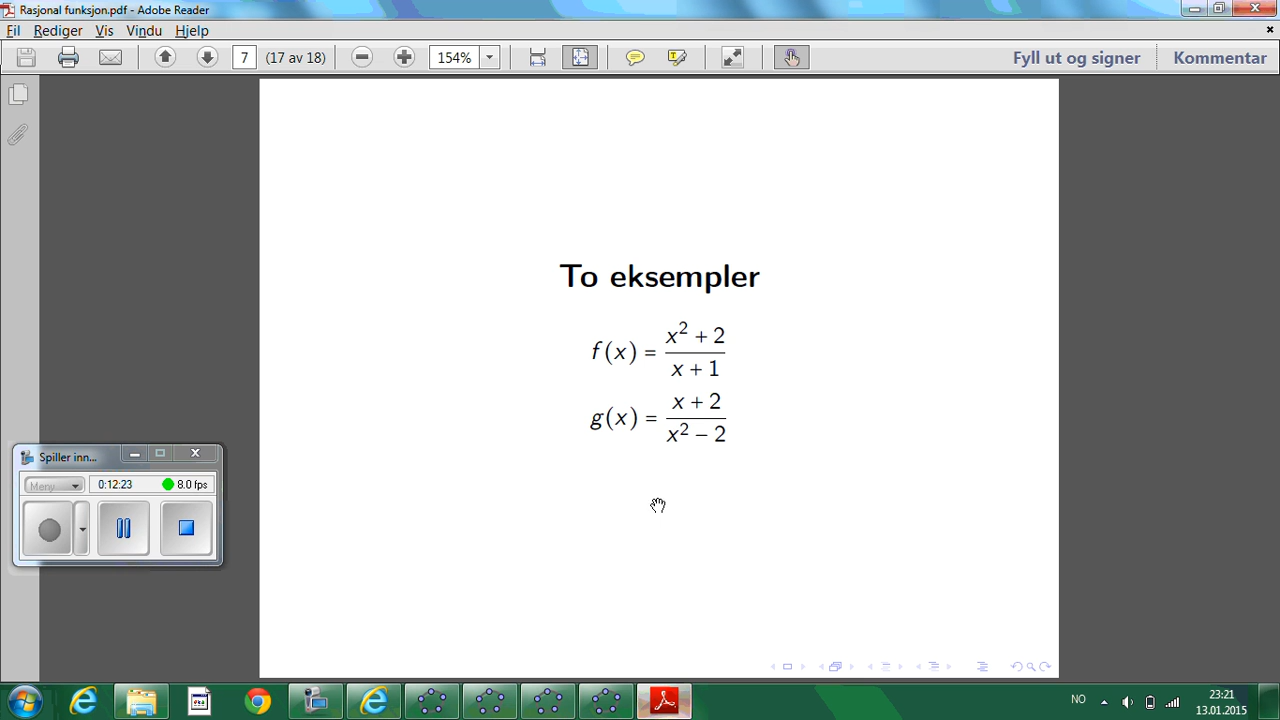 Rasjonal funksjon.pdf - Adobe Reader
Fil Rediger Vis Vindu Hjelp
7 (17 av 18) 154% Fyll ut og signer Kommentar
To eksempler
f(x) = \frac{x^2 + 2}{x + 1}
g(x) = \frac{x + 2}{x^2 - 2}
Spiller inn...
Meny 0:12:23 8.0 fps
NO 23:21
13.01.2015